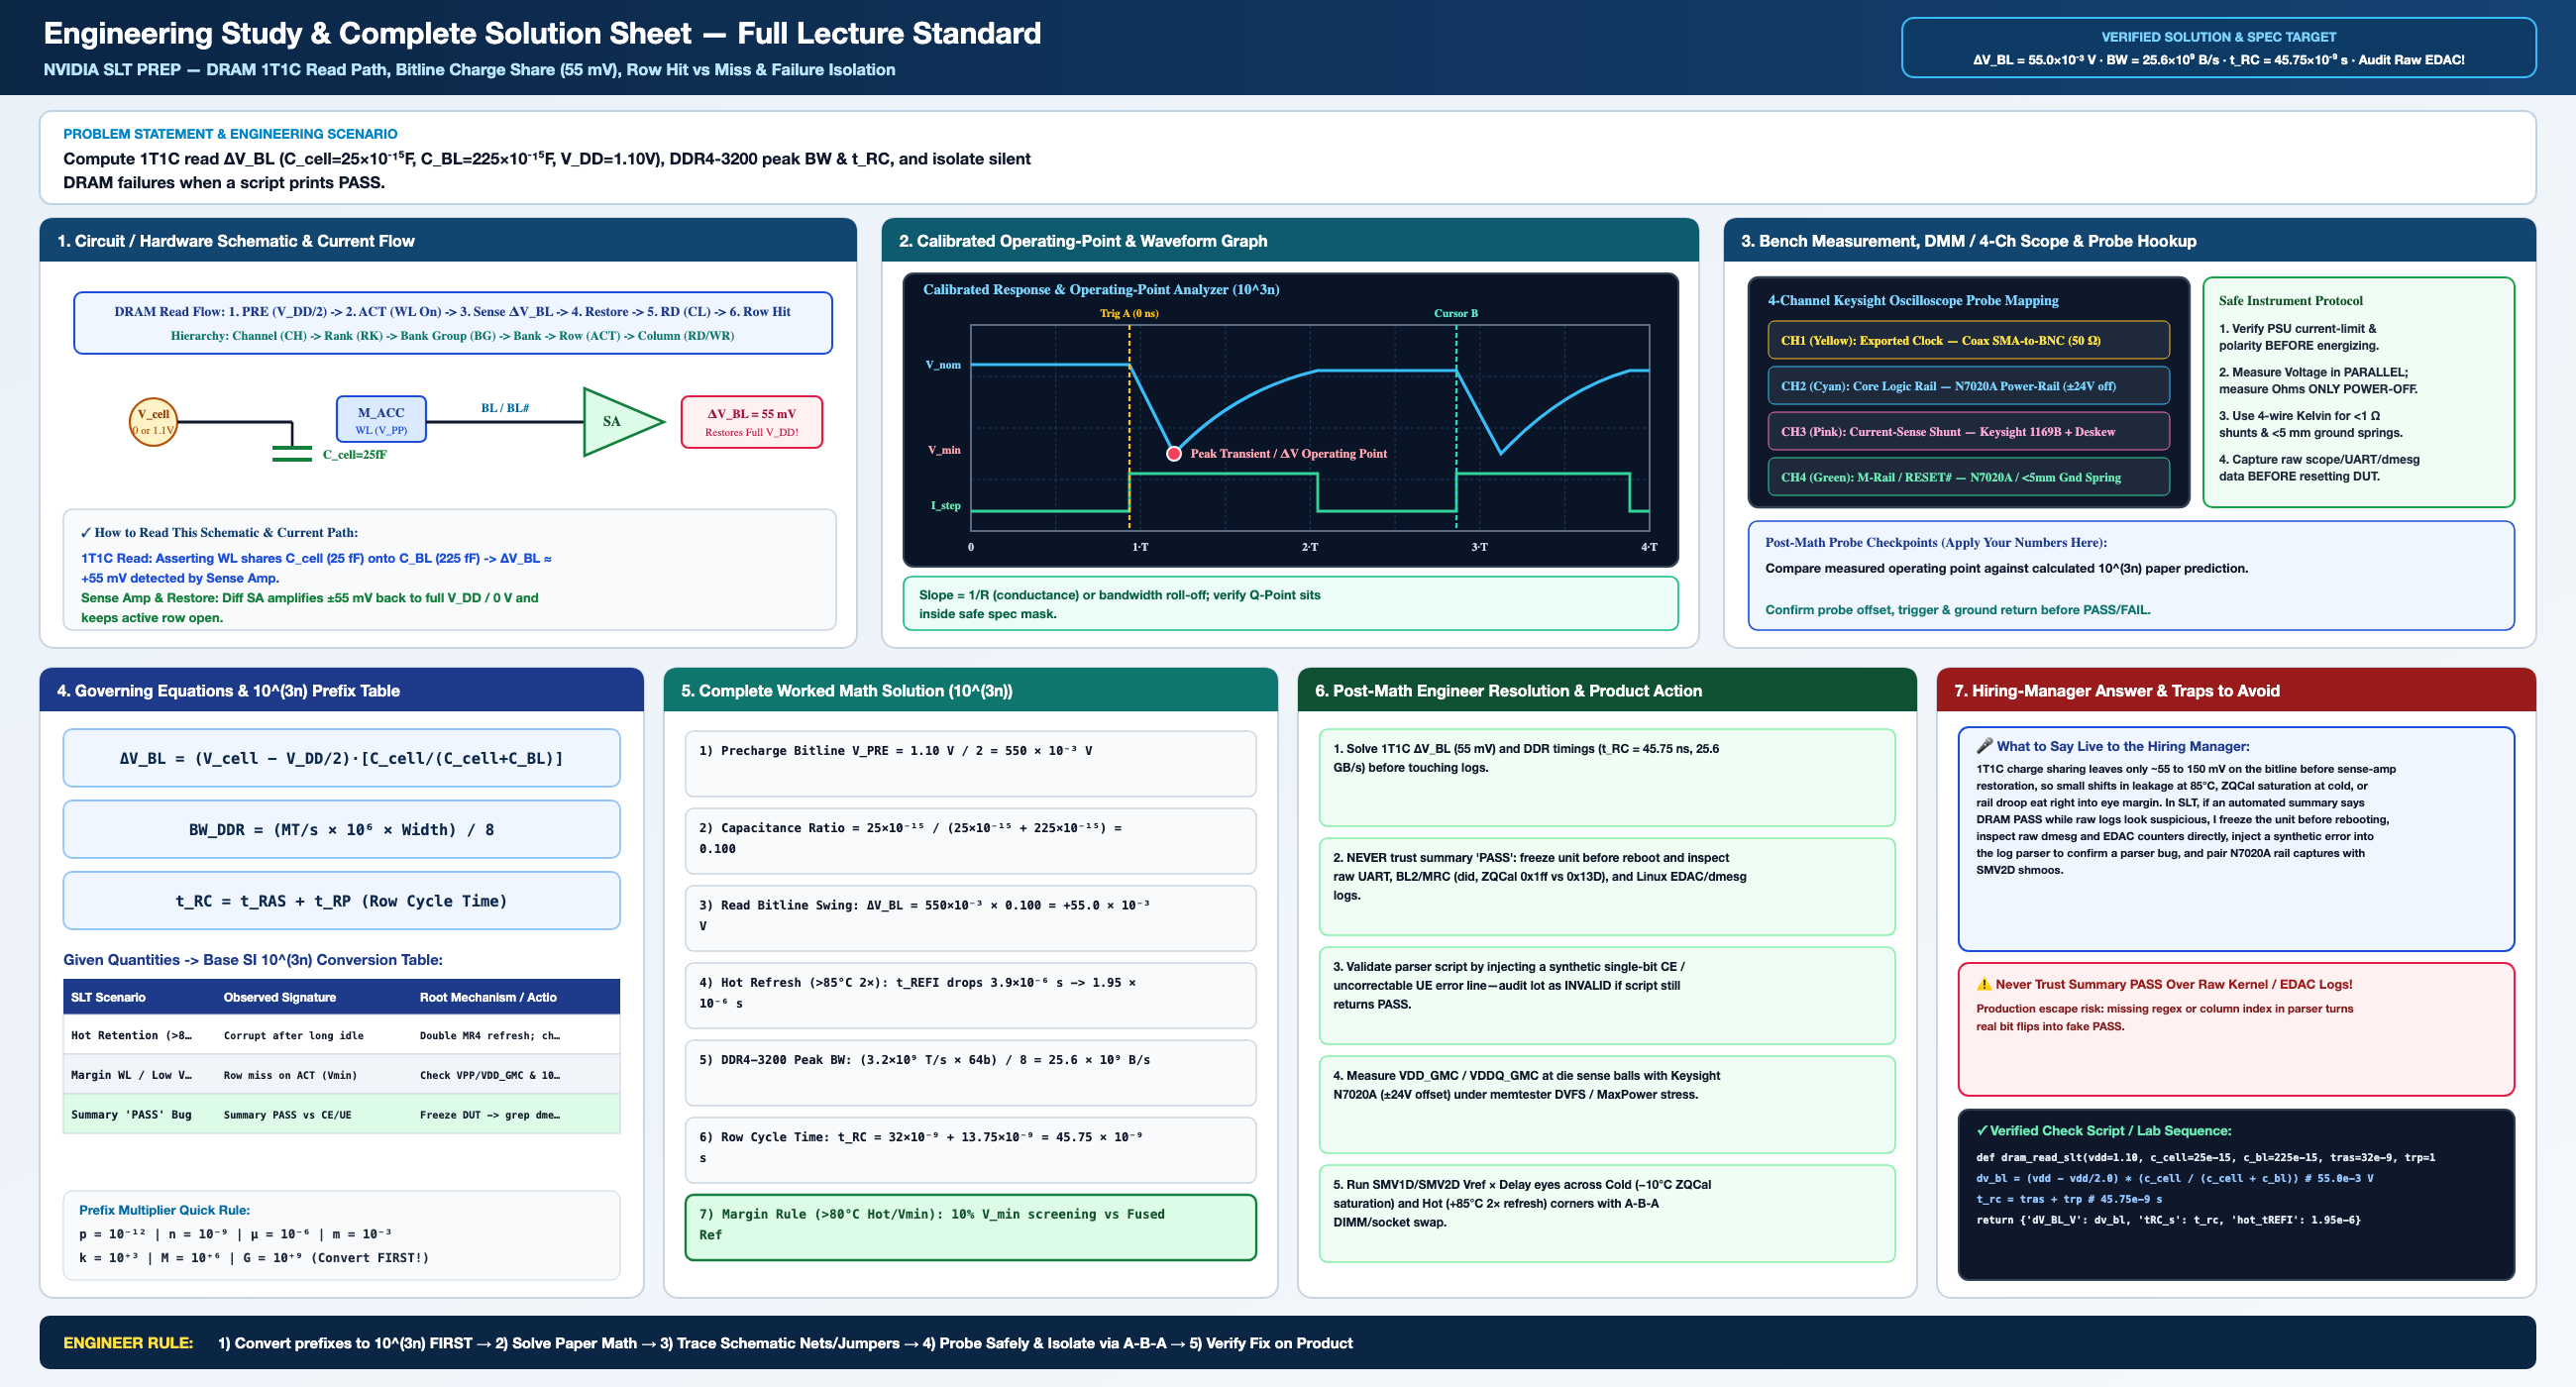 Engineering Study & Complete Solution Sheet — Full Lecture Standard
NVIDIA SLT PREP — DRAM 1T1C Read Path, Bitline Charge Share (55 mV), Row Hit vs Miss & Failure Isolation
VERIFIED SOLUTION & SPEC TARGET
ΔV_BL = 55.0×10⁻³ V · BW = 25.6×10⁹ B/s · t_RC = 45.75×10⁻⁹ s · Audit Raw EDAC!
PROBLEM STATEMENT & ENGINEERING SCENARIO
Compute 1T1C read ΔV_BL (C_cell=25×10⁻¹⁵F, C_BL=225×10⁻¹⁵F, V_DD=1.10V), DDR4-3200 peak BW & t_RC, and isolate silent
DRAM failures when a script prints PASS.
1. Circuit / Hardware Schematic & Current Flow
DRAM Read Flow: 1. PRE (V_DD/2) -> 2. ACT (WL On) -> 3. Sense ΔV_BL -> 4. Restore -> 5. RD (CL) -> 6. Row Hit
Hierarchy: Channel (CH) -> Rank (RK) -> Bank Group (BG) -> Bank -> Row (ACT) -> Column (RD/WR)
V_cell
0 or 1.1V
C_cell=25fF
M_ACC
WL (V_PP)
BL / BL#
SA
ΔV_BL = 55 mV
Restores Full V_DD!
✓ How to Read This Schematic & Current Path:
1T1C Read: Asserting WL shares C_cell (25 fF) onto C_BL (225 fF) -> ΔV_BL ≈
+55 mV detected by Sense Amp.
Sense Amp & Restore: Diff SA amplifies ±55 mV back to full V_DD / 0 V and
keeps active row open.
2. Calibrated Operating-Point & Waveform Graph
Calibrated Response & Operating-Point Analyzer (10^3n)
Trig A (0 ns)
Cursor B
V_nom
V_min
Peak Transient / ΔV Operating Point
I_step
0
1·T
2·T
3·T
4·T
Slope = 1/R (conductance) or bandwidth roll-off; verify Q-Point sits
inside safe spec mask.
3. Bench Measurement, DMM / 4-Ch Scope & Probe Hookup
4-Channel Keysight Oscilloscope Probe Mapping
CH1 (Yellow): Exported Clock — Coax SMA-to-BNC (50 Ω)
CH2 (Cyan): Core Logic Rail — N7020A Power-Rail (±24V off)
CH3 (Pink): Current-Sense Shunt — Keysight 1169B + Deskew
CH4 (Green): M-Rail / RESET# — N7020A / <5mm Gnd Spring
Safe Instrument Protocol
1. Verify PSU current-limit &
polarity BEFORE energizing.
2. Measure Voltage in PARALLEL;
measure Ohms ONLY POWER-OFF.
3. Use 4-wire Kelvin for <1 Ω
shunts & <5 mm ground springs.
4. Capture raw scope/UART/dmesg
data BEFORE resetting DUT.
Post-Math Probe Checkpoints (Apply Your Numbers Here):
Compare measured operating point against calculated 10^(3n) paper prediction.
Confirm probe offset, trigger & ground return before PASS/FAIL.
4. Governing Equations & 10^(3n) Prefix Table
ΔV_BL = (V_cell − V_DD/2)·[C_cell/(C_cell+C_BL)]
BW_DDR = (MT/s × 10⁶ × Width) / 8
t_RC = t_RAS + t_RP (Row Cycle Time)
Given Quantities -> Base SI 10^(3n) Conversion Table:
SLT Scenario Observed Signature Root Mechanism / Actio
Hot Retention (>8… Corrupt after long idle Double MR4 refresh; ch…
Margin WL / Low V… Row miss on ACT (Vmin) Check VPP/VDD_GMC & 10…
Summary 'PASS' Bug Summary PASS vs CE/UE Freeze DUT -> grep dme…
Prefix Multiplier Quick Rule:
p = 10⁻¹² | n = 10⁻⁹ | μ = 10⁻⁶ | m = 10⁻³
k = 10⁺³ | M = 10⁺⁶ | G = 10⁺⁹ (Convert FIRST!)
5. Complete Worked Math Solution (10^(3n))
1) Precharge Bitline V_PRE = 1.10 V / 2 = 550 × 10⁻³ V
2) Capacitance Ratio = 25×10⁻¹⁵ / (25×10⁻¹⁵ + 225×10⁻¹⁵) =
0.100
3) Read Bitline Swing: ΔV_BL = 550×10⁻³ × 0.100 = +55.0 × 10⁻³
V
4) Hot Refresh (>85°C 2×): t_REFI drops 3.9×10⁻⁶ s -> 1.95 ×
10⁻⁶ s
5) DDR4-3200 Peak BW: (3.2×10⁹ T/s × 64b) / 8 = 25.6 × 10⁹ B/s
6) Row Cycle Time: t_RC = 32×10⁻⁹ + 13.75×10⁻⁹ = 45.75 × 10⁻⁹
s
7) Margin Rule (>80°C Hot/Vmin): 10% V_min screening vs Fused
Ref
6. Post-Math Engineer Resolution & Product Action
1. Solve 1T1C ΔV_BL (55 mV) and DDR timings (t_RC = 45.75 ns, 25.6
GB/s) before touching logs.
2. NEVER trust summary 'PASS': freeze unit before reboot and inspect
raw UART, BL2/MRC (did, ZQCal 0x1ff vs 0x13D), and Linux EDAC/dmesg
logs.
3. Validate parser script by injecting a synthetic single-bit CE /
uncorrectable UE error line—audit lot as INVALID if script still
returns PASS.
4. Measure VDD_GMC / VDDQ_GMC at die sense balls with Keysight
N7020A (±24V offset) under memtester DVFS / MaxPower stress.
5. Run SMV1D/SMV2D Vref × Delay eyes across Cold (−10°C ZQCal
saturation) and Hot (+85°C 2× refresh) corners with A-B-A
DIMM/socket swap.
7. Hiring-Manager Answer & Traps to Avoid
🎤 What to Say Live to the Hiring Manager:
1T1C charge sharing leaves only ~55 to 150 mV on the bitline before sense-amp
restoration, so small shifts in leakage at 85°C, ZQCal saturation at cold, or
rail droop eat right into eye margin. In SLT, if an automated summary says
DRAM PASS while raw logs look suspicious, I freeze the unit before rebooting,
inspect raw dmesg and EDAC counters directly, inject a synthetic error into
the log parser to confirm a parser bug, and pair N7020A rail captures with
SMV2D shmoos.
⚠️ Never Trust Summary PASS Over Raw Kernel / EDAC Logs!
Production escape risk: missing regex or column index in parser turns
real bit flips into fake PASS.
✓ Verified Check Script / Lab Sequence:
def dram_read_slt(vdd=1.10, c_cell=25e-15, c_bl=225e-15, tras=32e-9, trp=1
dv_bl = (vdd - vdd/2.0) * (c_cell / (c_cell + c_bl)) # 55.0e-3 V
t_rc = tras + trp # 45.75e-9 s
return {'dV_BL_V': dv_bl, 'tRC_s': t_rc, 'hot_tREFI': 1.95e-6}
ENGINEER RULE: 1) Convert prefixes to 10^(3n) FIRST → 2) Solve Paper Math → 3) Trace Schematic Nets/Jumpers → 4) Probe Safely & Isolate via A-B-A → 5) Verify Fix on Product